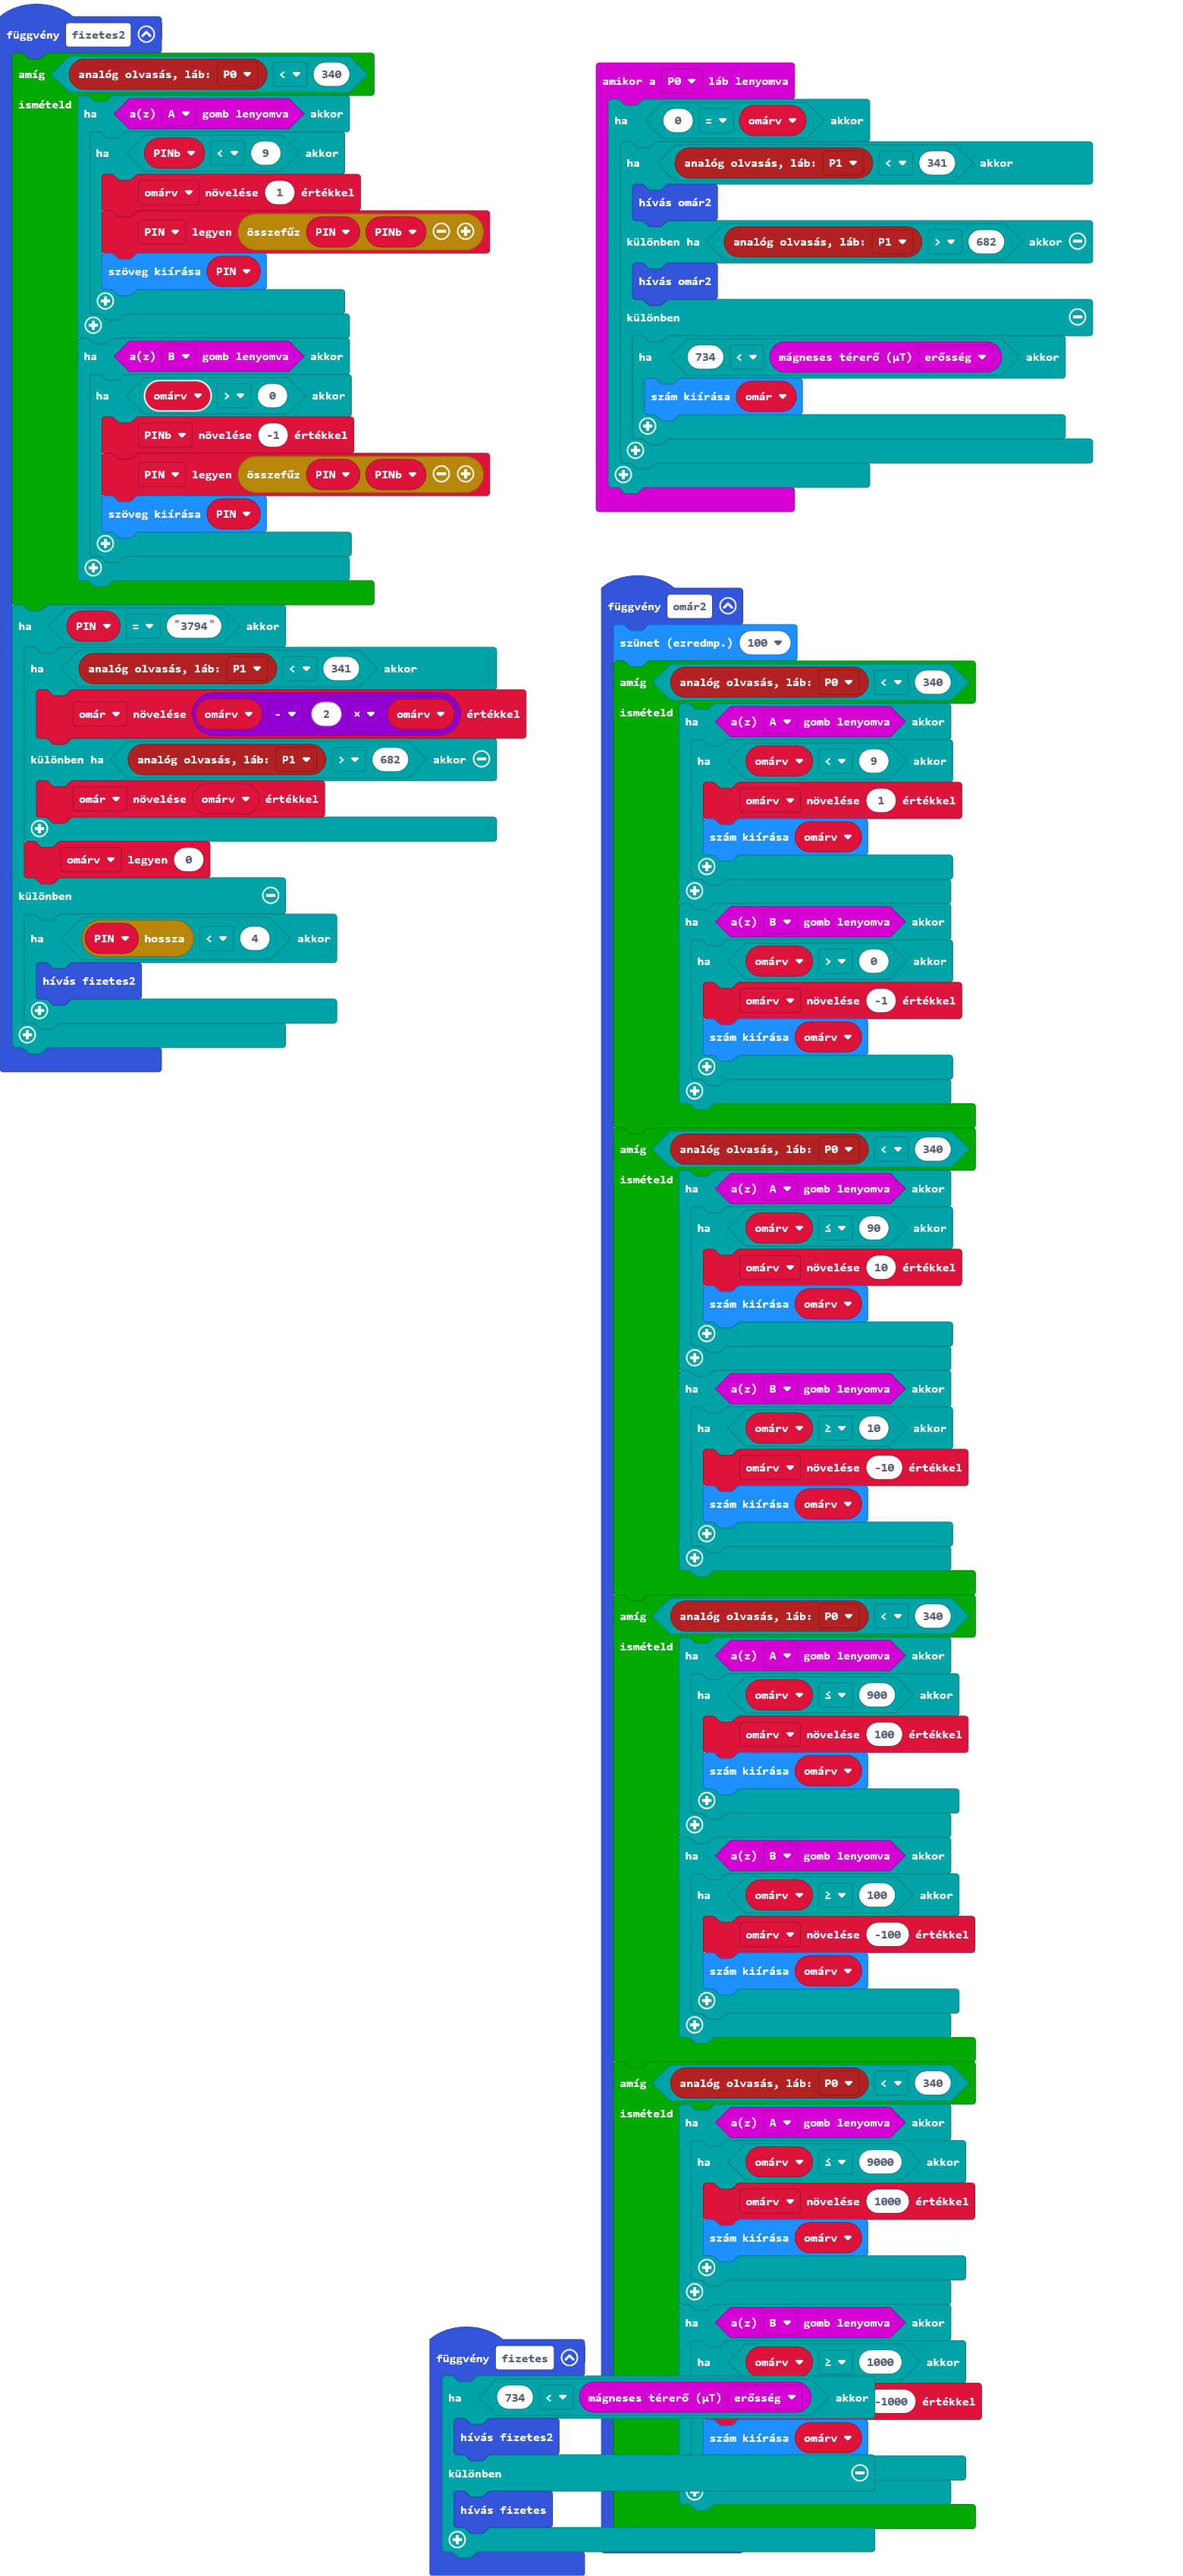 függvény fizetes2
amíg analóg olvasás, láb: P0 < 340
ismételd
ha a(z) A gomb lenyomva akkor
ha PINb < 9 akkor
omárv növelése 1 értékkel
PIN legyen összefűz PIN PINb
szöveg kiírása PIN
ha a(z) B gomb lenyomva akkor
ha omárv > 0 akkor
PINb növelése -1 értékkel
PIN legyen összefűz PIN PINb
szöveg kiírása PIN
ha PIN = "3794" akkor
ha analóg olvasás, láb: P1 < 341 akkor
omár növelése omárv - 2 × omárv értékkel
különben ha analóg olvasás, láb: P1 > 682 akkor
omár növelése omárv értékkel
omárv legyen 0
különben
ha PIN hossza < 4 akkor
hívás fizetes2
amikor a P0 láb lenyomva
ha 0 = omárv akkor
ha analóg olvasás, láb: P1 < 341 akkor
hívás omár2
különben ha analóg olvasás, láb: P1 > 682 akkor
hívás omár2
különben
ha 734 < mágneses térerő (µT) erősség akkor
szám kiírása omár
függvény omár2
szünet (ezredmp.) 100
amíg analóg olvasás, láb: P0 < 340
ismételd
ha a(z) A gomb lenyomva akkor
ha omárv < 9 akkor
omárv növelése 1 értékkel
szám kiírása omárv
ha a(z) B gomb lenyomva akkor
ha omárv > 0 akkor
omárv növelése -1 értékkel
szám kiírása omárv
amíg analóg olvasás, láb: P0 < 340
ismételd
ha a(z) A gomb lenyomva akkor
ha omárv ≤ 90 akkor
omárv növelése 10 értékkel
szám kiírása omárv
ha a(z) B gomb lenyomva akkor
ha omárv ≥ 10 akkor
omárv növelése -10 értékkel
szám kiírása omárv
amíg analóg olvasás, láb: P0 < 340
ismételd
ha a(z) A gomb lenyomva akkor
ha omárv ≤ 900 akkor
omárv növelése 100 értékkel
szám kiírása omárv
ha a(z) B gomb lenyomva akkor
ha omárv ≥ 100 akkor
omárv növelése -100 értékkel
szám kiírása omárv
amíg analóg olvasás, láb: P0 < 340
ismételd
ha a(z) A gomb lenyomva akkor
ha omárv ≤ 9000 akkor
omárv növelése 1000 értékkel
szám kiírása omárv
ha a(z) B gomb lenyomva akkor
ha omárv ≥ 1000 akkor
-1000 értékkel
szám kiírása omárv
függvény fizetes
ha 734 < mágneses térerő (µT) erősség akkor
hívás fizetes2
különben
hívás fizetes